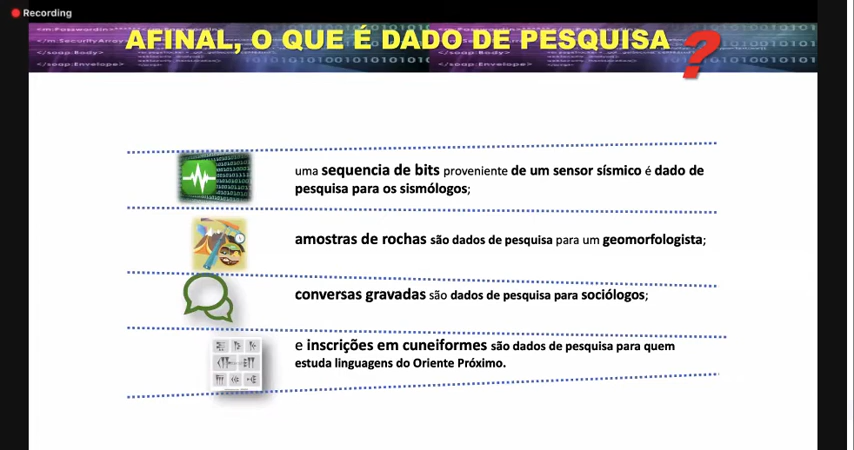 Recording
AFINAL, O QUE É DADO DE PESQUISA ?
uma sequencia de bits proveniente de um sensor sísmico é dado de
pesquisa para os sismólogos;
amostras de rochas são dados de pesquisa para um geomorfologista;
conversas gravadas são dados de pesquisa para sociólogos;
e inscrições em cuneiformes são dados de pesquisa para quem
estuda linguagens do Oriente Próximo.